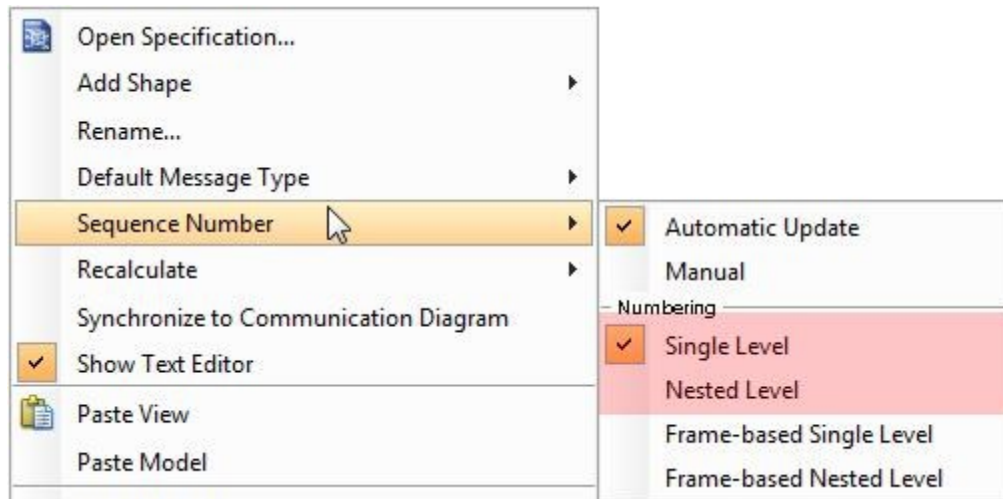 Open Specification...
Add Shape
Rename...
Default Message Type
Sequence Number
Recalculate
Synchronize to Communication Diagram
Show Text Editor
Paste View
Paste Model
Automatic Update
Manual
Numbering
Single Level
Nested Level
Frame-based Single Level
Frame-based Nested Level